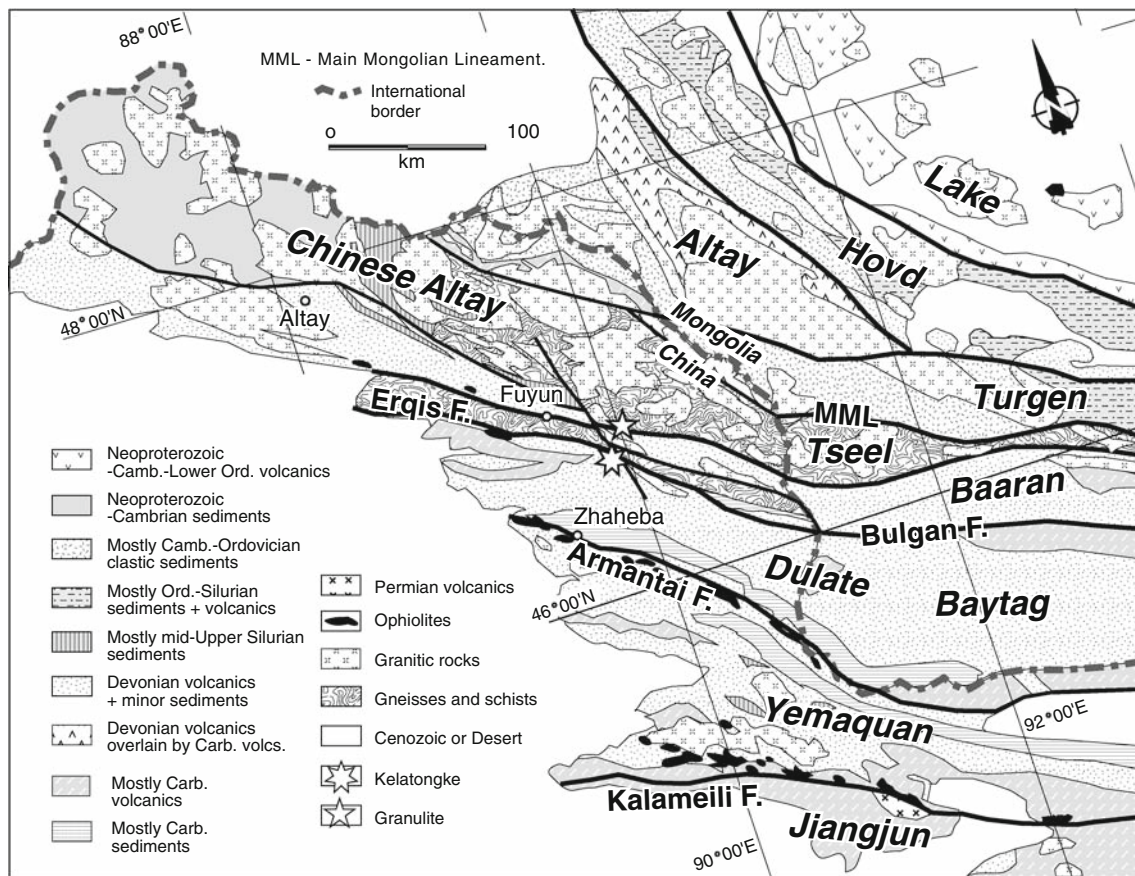 88°00'E
MML - Main Mongolian Lineament.
International
border
o 100
km
N
Lake
Hovd
Altay
Chinese Altay
Mongolia
China
48°00'N
Altay
Fuyun
Erqis F.
MML
Turgen
Tseel
Baaran
Bulgan F.
Zhaheba
Armantai F.
Dulate
Baytag
46°00'N
Yemaquan
92°00'E
Kalameili F.
Jiangjun
90°00'E
Neoproterozoic
-Camb.-Lower Ord. volcanics
Neoproterozoic
-Cambrian sediments
Mostly Camb.-Ordovician
clastic sediments
Mostly Ord.-Silurian
sediments + volcanics
Mostly mid-Upper Silurian
sediments
Devonian volcanics
+ minor sediments
Devonian volcanics
overlain by Carb. volcs.
Mostly Carb.
volcanics
Mostly Carb.
sediments
Permian volcanics
Ophiolites
Granitic rocks
Gneisses and schists
Cenozoic or Desert
Kelatongke
Granulite